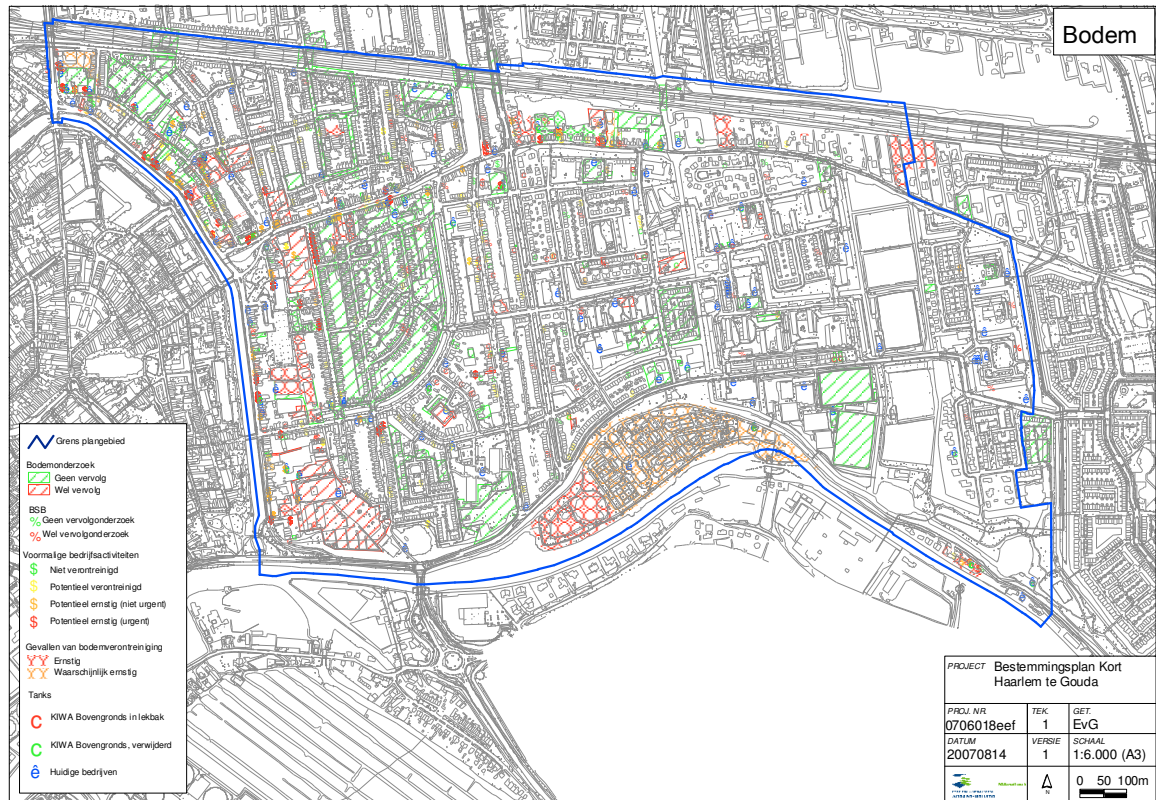 Bodem
Grens plangebied
Bodemonderzoek
Geen vervolg
Wel vervolg
BSB
% Geen vervolgonderzoek
% Wel vervolgonderzoek
Voormalige bedrijfsactiviteiten
$ Niet verontreinigd
$ Potentieel verontreinigd
$ Potentieel ernstig (niet urgent)
$ Potentieel ernstig (urgent)
Gevallen van bodemverontreiniging
Ernstig
Waarschijnlijk ernstig
Tanks
C KIWA Bovengronds in lekbak
C KIWA Bovengronds, verwijderd
ê Huidige bedrijven
PROJECT Bestemmingsplan Kort
Haarlem te Gouda
PROJ. NR. TEK. GET.
0706018eef 1 EvG
DATUM VERSIE SCHAAL
20070814 1 1:6.000 (A3)
N
0 50 100m